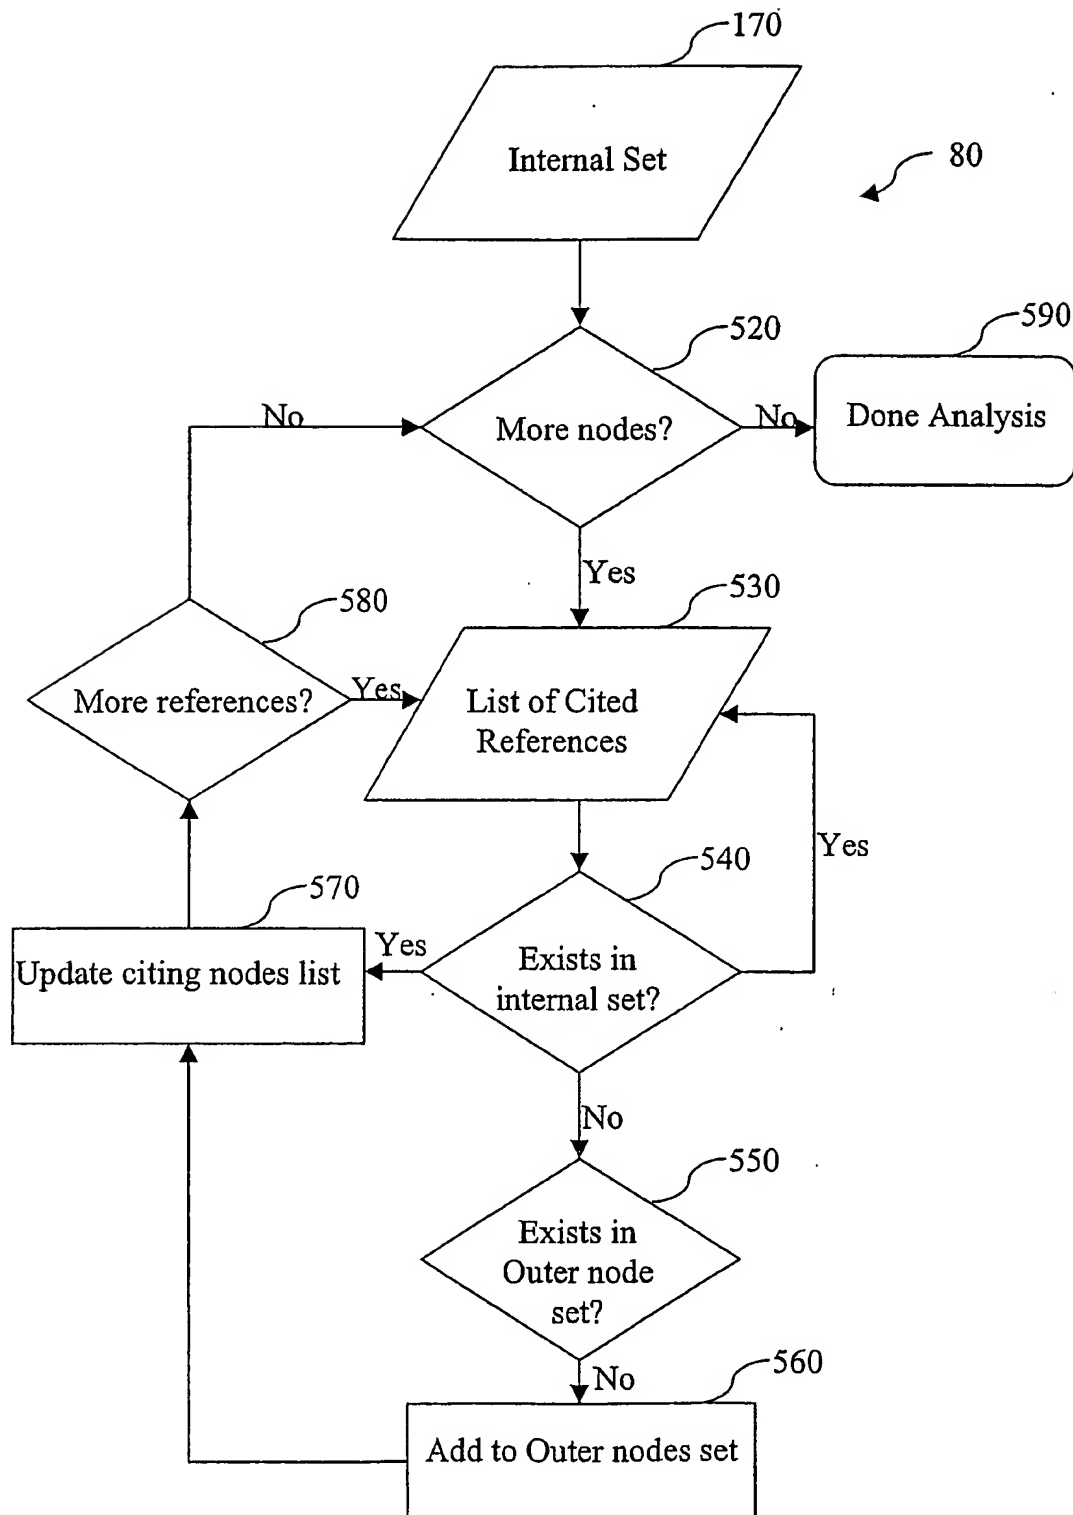 170
Internal Set
80
520
590
No
More nodes?
No
Done Analysis
Yes
580
530
More references?
Yes
List of Cited
References
Yes
540
570
Yes
Update citing nodes list
Exists in
internal set?
No
550
Exists in
Outer node
set?
No
560
Add to Outer nodes set